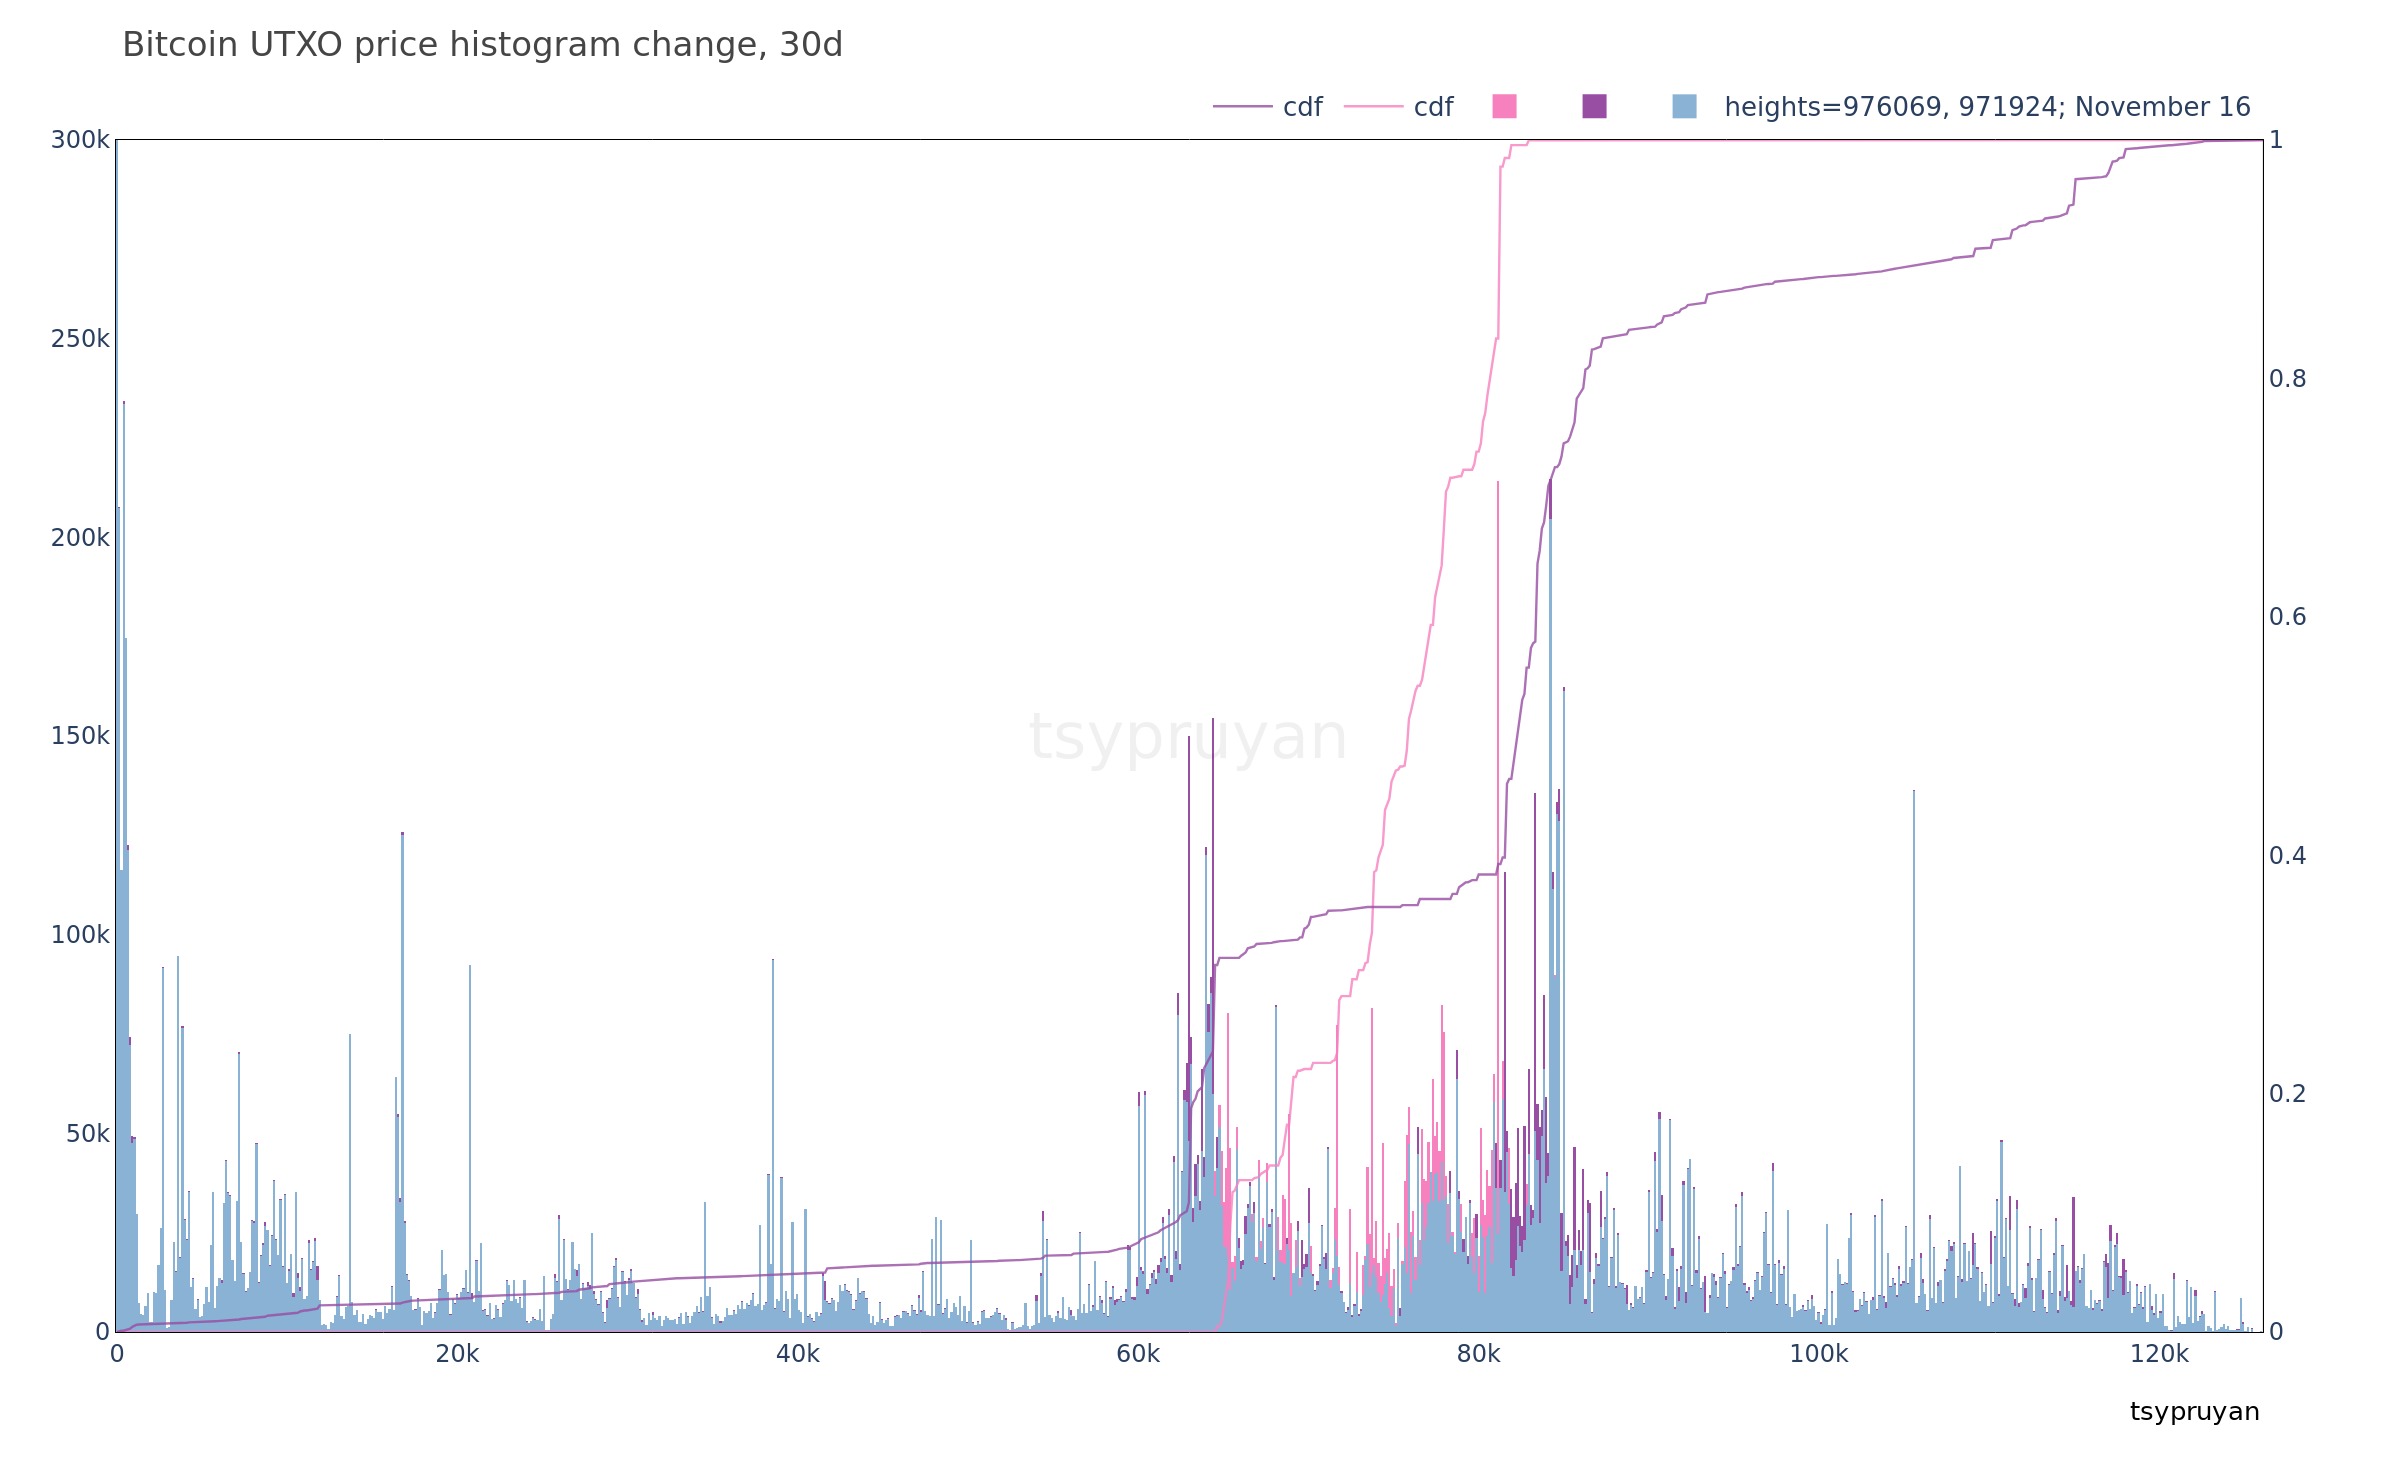 Bitcoin UTXO price histogram change, 30d
cdf cdf heights=976069, 971924; November 16
300k 1
250k
0.8
200k
0.6
150k
tsypruyan
0.4
100k
0.2
50k
0 0
0 20k 40k 60k 80k 100k 120k
tsypruyan